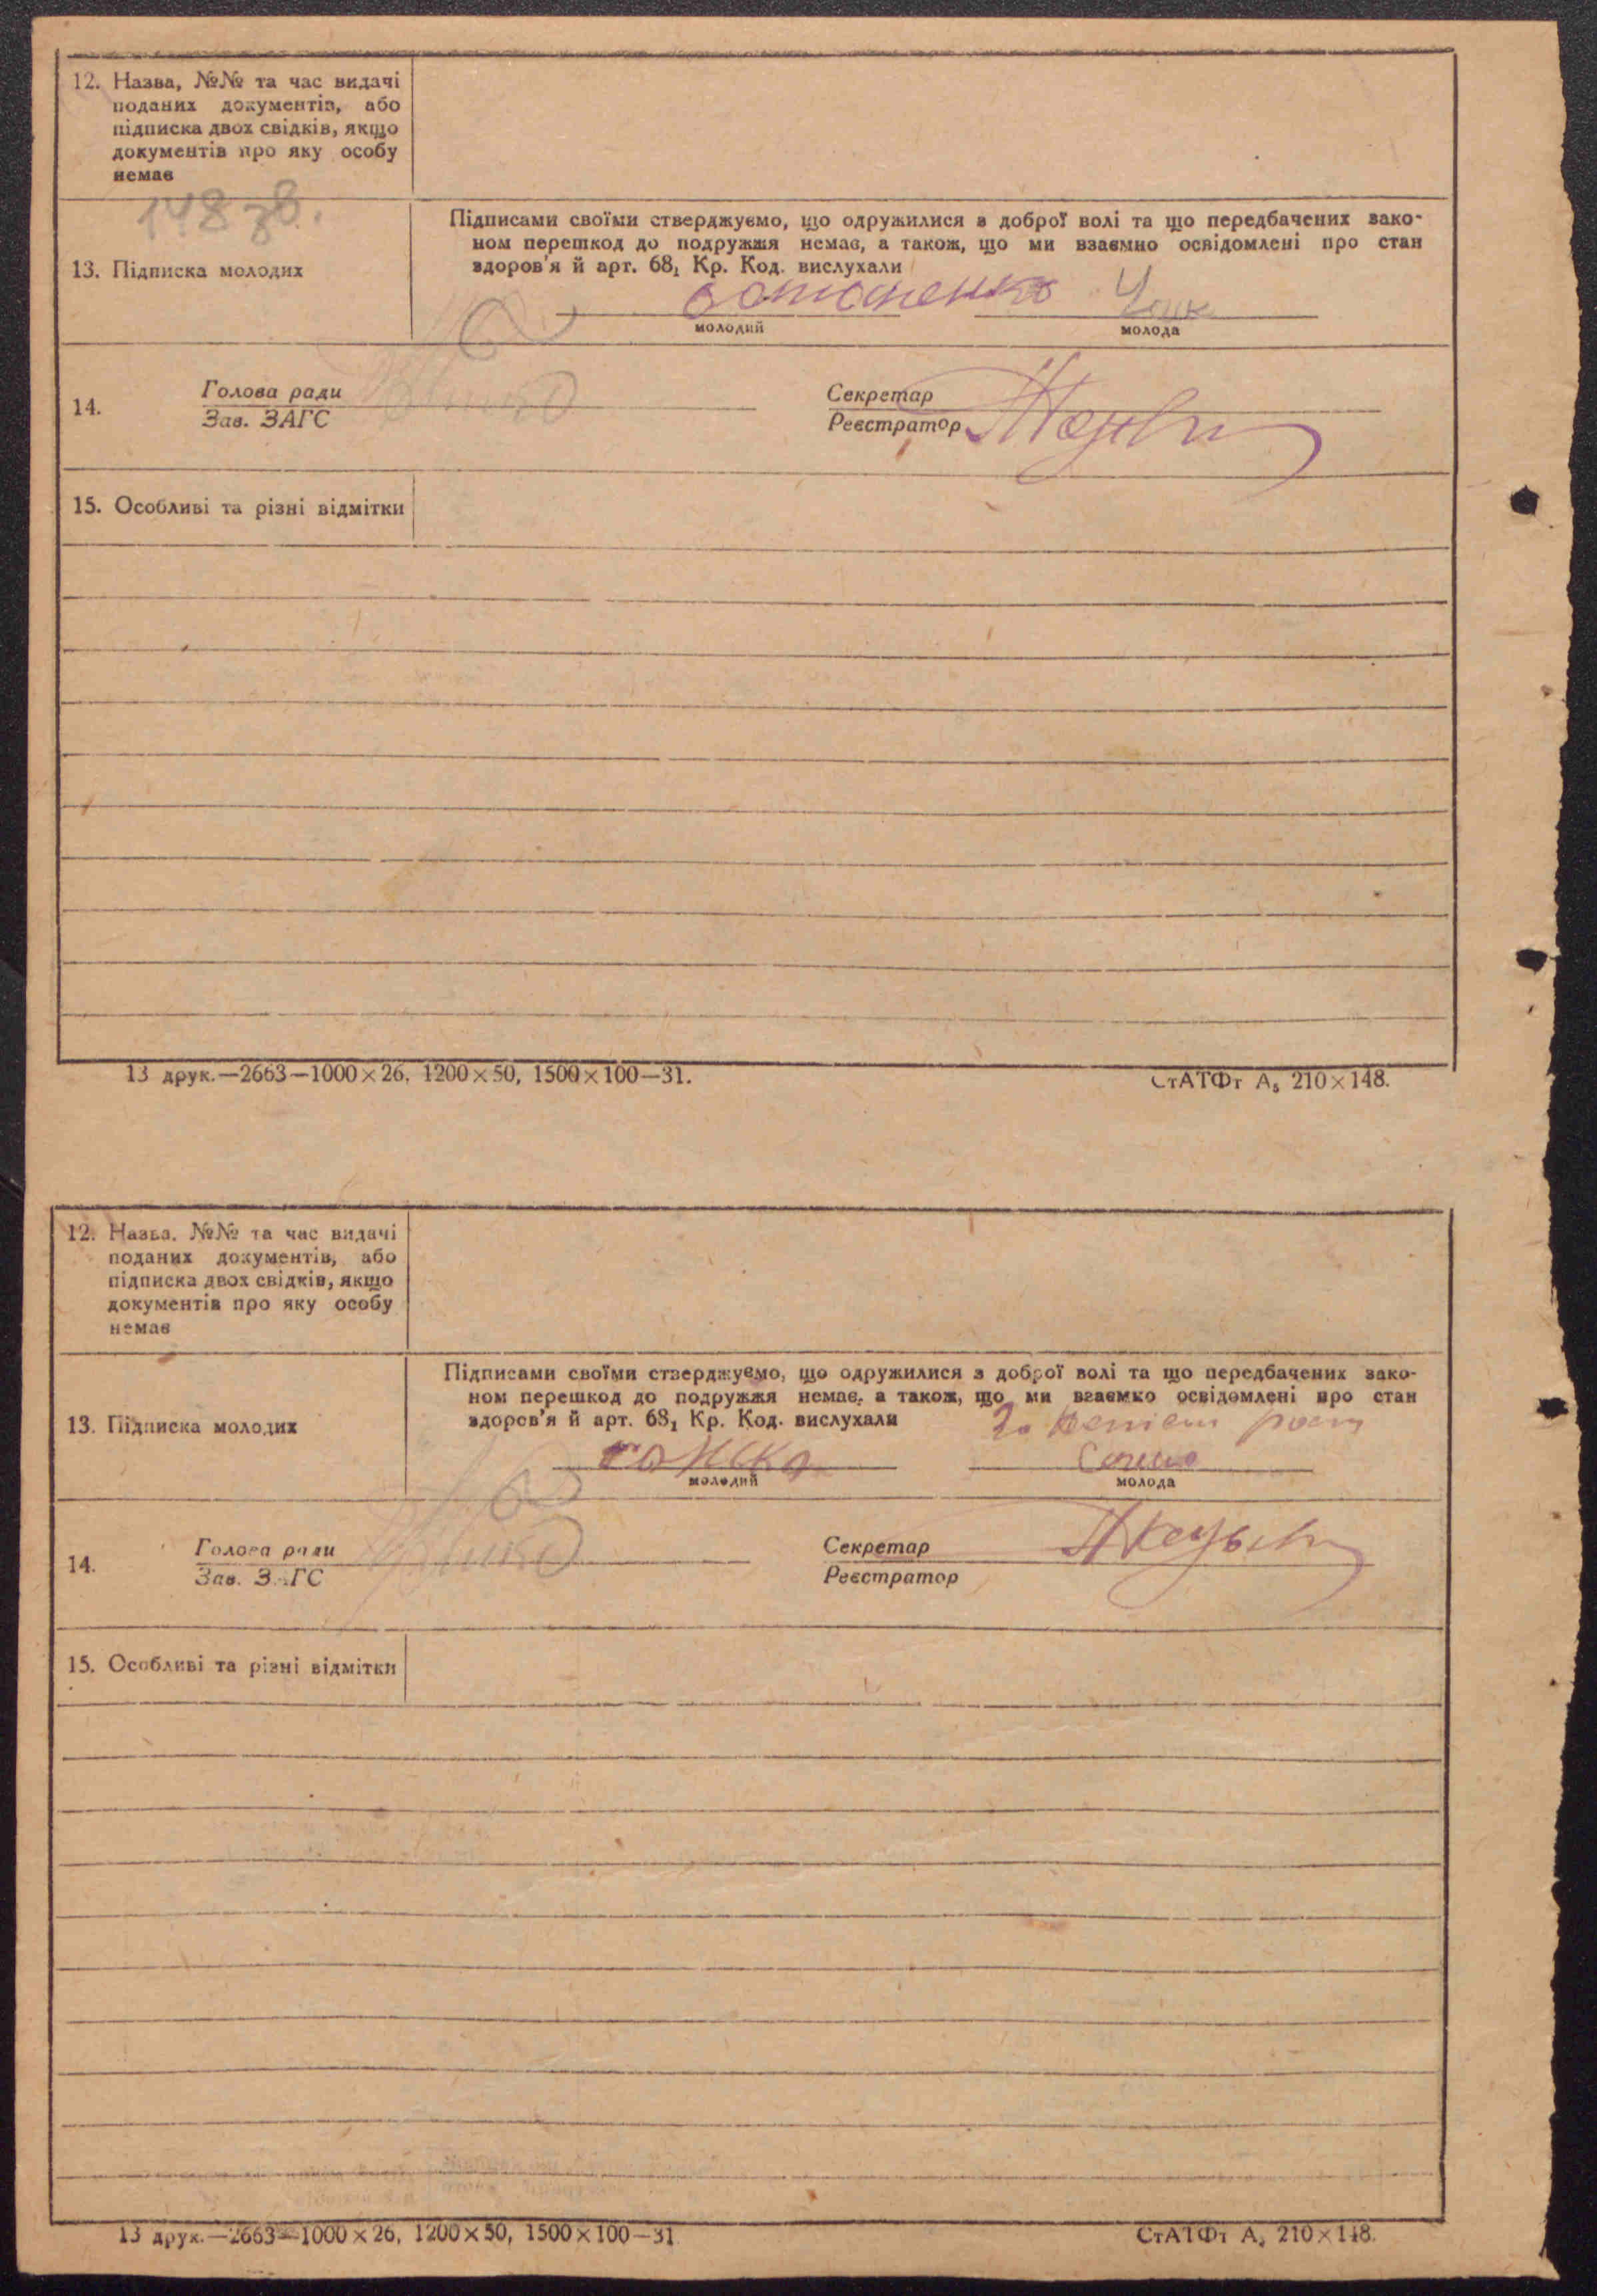 12. Назва, №№ та час видачі
поданих документів, або
підписка двох свідків, якщо
документів про яку особу
немає
148 зв.
Підписами своїми стверджуємо, що одружилися з доброї волі та що передбачених зако-
ном перешкод до подружжя немає, а також, що ми взаємно освідомлені про стан
здоров'я й арт. 68₁ Кр. Код. вислухали
13. Підписка молодих
молодий молода
14. Голова ради Секретар
Зав. ЗАГС Реєстратор
15. Особливі та різні відмітки
13 друк.—2663—1000×26, 1200×50, 1500×100—31. СтАТФт А₅ 210×148.
12. Назва, №№ та час видачі
поданих документів, або
підписка двох свідків, якщо
документів про яку особу
немає
Підписами своїми стверджуємо, що одружилися з доброї волі та що передбачених зако-
ном перешкод до подружжя немає, а також, що ми взаємно освідомлені про стан
здоров'я й арт. 68₁ Кр. Код. вислухали
13. Підписка молодих
молодий молода
14. Голова ради Секретар
Зав. ЗАГС Реєстратор
15. Особливі та різні відмітки
13 друк.—2663—1000×26, 1200×50, 1500×100—31 СтАТФт А₅ 210×148.